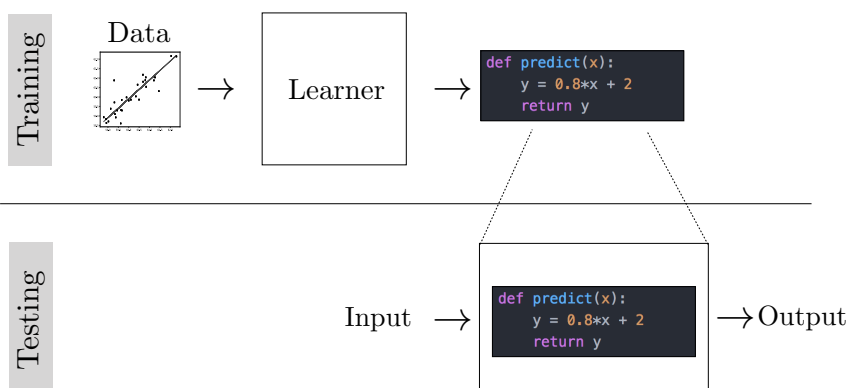 Training
Data
Learner
def predict(x):
    y = 0.8*x + 2
    return y
Testing
Input
def predict(x):
    y = 0.8*x + 2
    return y
Output